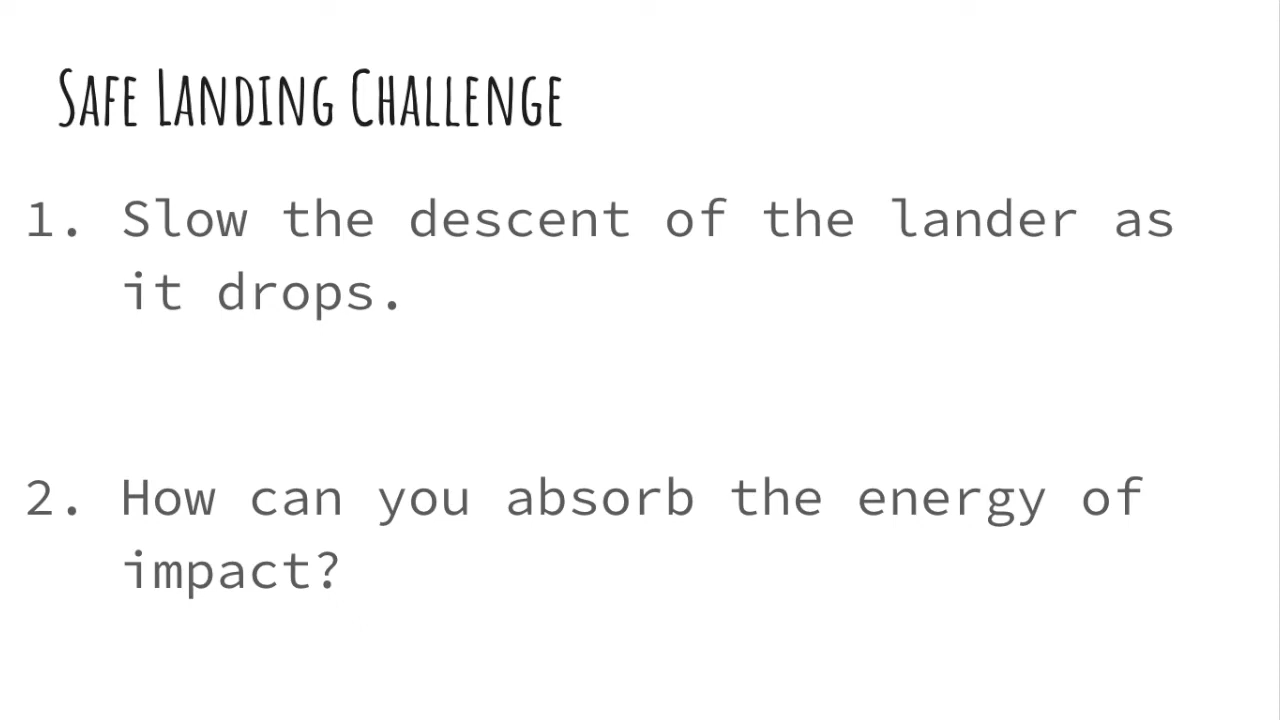 Safe Landing Challenge
1. Slow the descent of the lander as
it drops.
2. How can you absorb the energy of
impact?